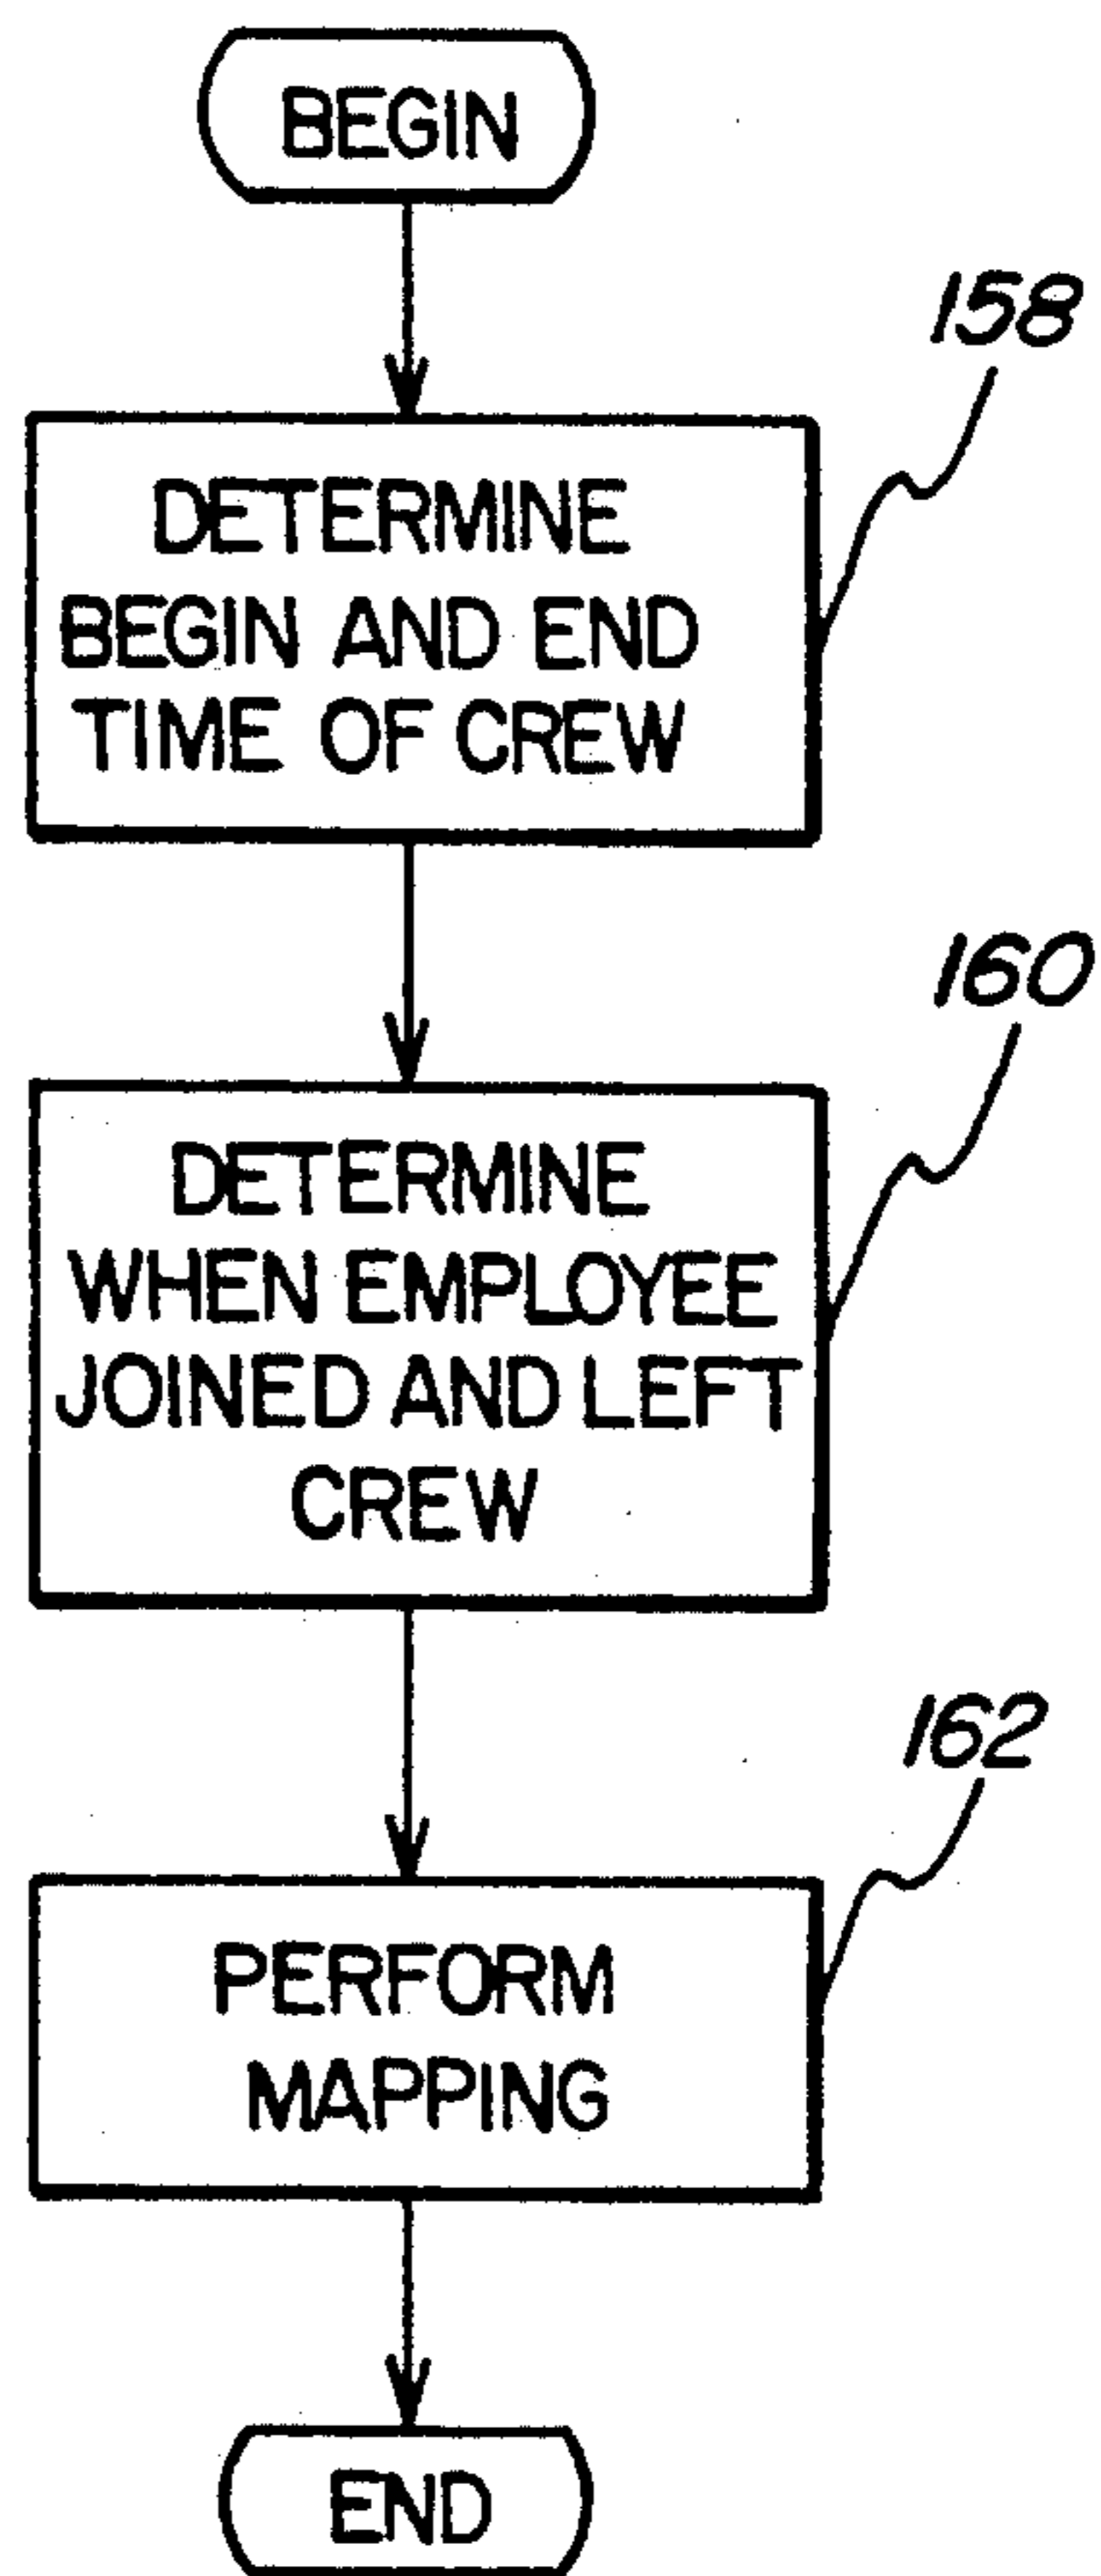 BEGIN
158
DETERMINE
BEGIN AND END
TIME OF CREW
160
DETERMINE
WHEN EMPLOYEE
JOINED AND LEFT
CREW
162
PERFORM
MAPPING
END